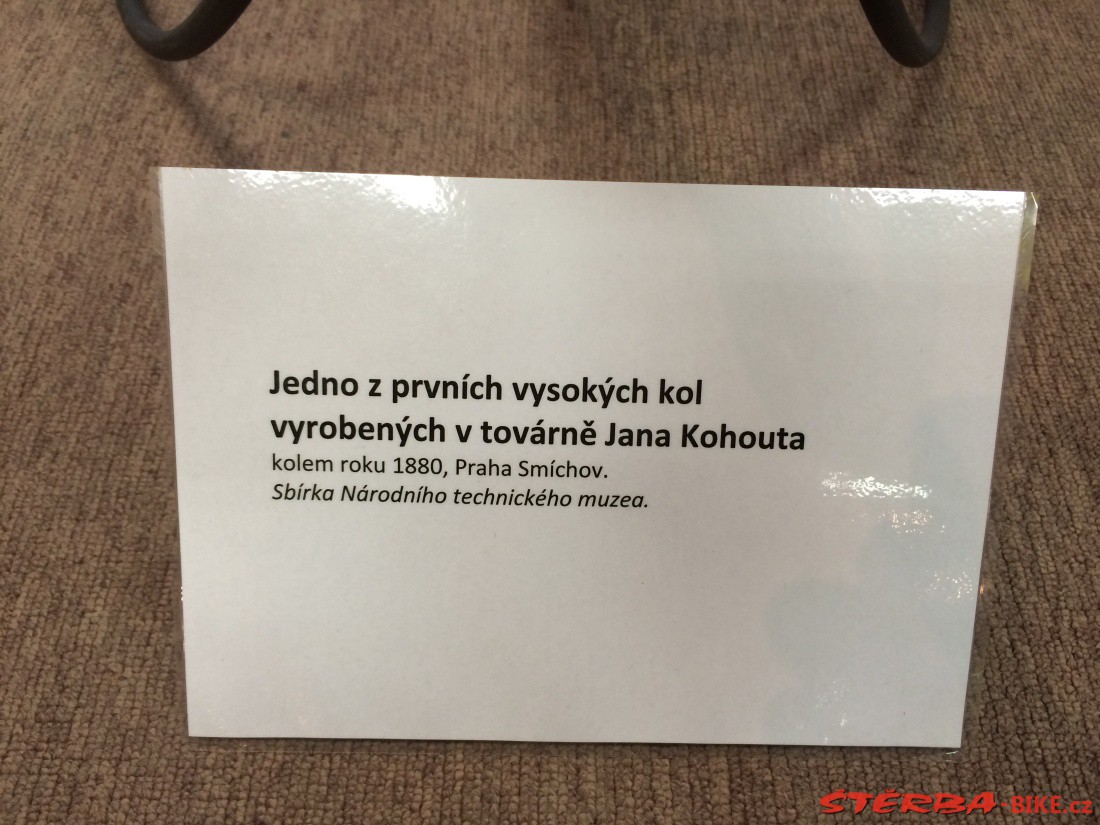 Jedno z prvních vysokých kol
vyrobených v továrně Jana Kohouta
kolem roku 1880, Praha Smíchov.
Sbírka Národního technického muzea.
ŠTĚRBA-BIKE.cz